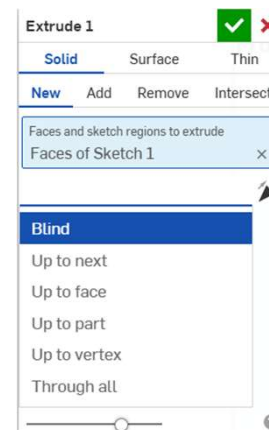 Extrude 1
Solid Surface Thin
New Add Remove Intersect
Faces and sketch regions to extrude
Faces of Sketch 1
Blind
Up to next
Up to face
Up to part
Up to vertex
Through all